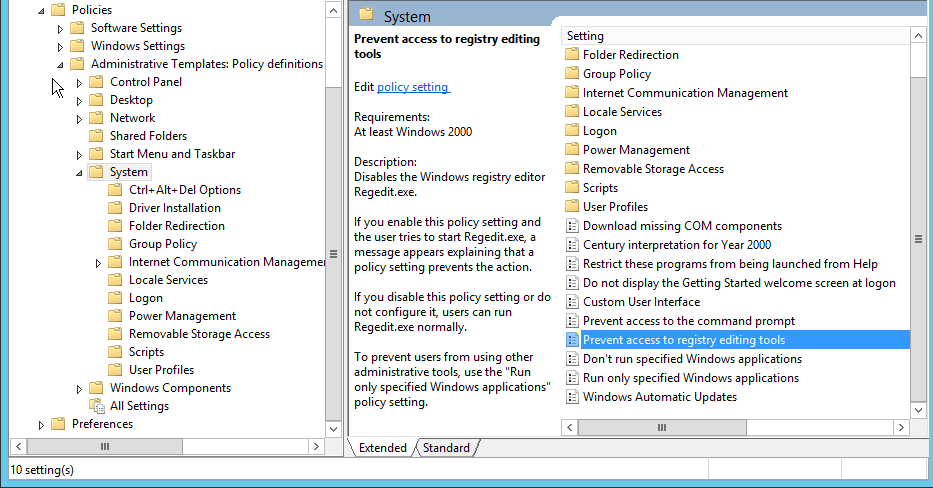 Policies
Software Settings
Windows Settings
Administrative Templates: Policy definitions
Control Panel
Desktop
Network
Shared Folders
Start Menu and Taskbar
System
Ctrl+Alt+Del Options
Driver Installation
Folder Redirection
Group Policy
Internet Communication Manageme
Locale Services
Logon
Power Management
Removable Storage Access
Scripts
User Profiles
Windows Components
All Settings
Preferences
System
Prevent access to registry editing
tools
Edit policy setting
Requirements:
At least Windows 2000
Description:
Disables the Windows registry editor
Regedit.exe.
If you enable this policy setting and
the user tries to start Regedit.exe, a
message appears explaining that a
policy setting prevents the action.
If you disable this policy setting or do
not configure it, users can run
Regedit.exe normally.
To prevent users from using other
administrative tools, use the "Run
only specified Windows applications"
policy setting.
Setting
Folder Redirection
Group Policy
Internet Communication Management
Locale Services
Logon
Power Management
Removable Storage Access
Scripts
User Profiles
Download missing COM components
Century interpretation for Year 2000
Restrict these programs from being launched from Help
Do not display the Getting Started welcome screen at logon
Custom User Interface
Prevent access to the command prompt
Prevent access to registry editing tools
Don't run specified Windows applications
Run only specified Windows applications
Windows Automatic Updates
Extended
Standard
10 setting(s)